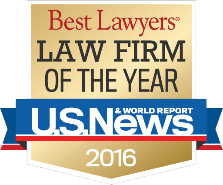 Best Lawyers®
LAW FIRM
OF THE YEAR
U.S. News & WORLD REPORT
2016